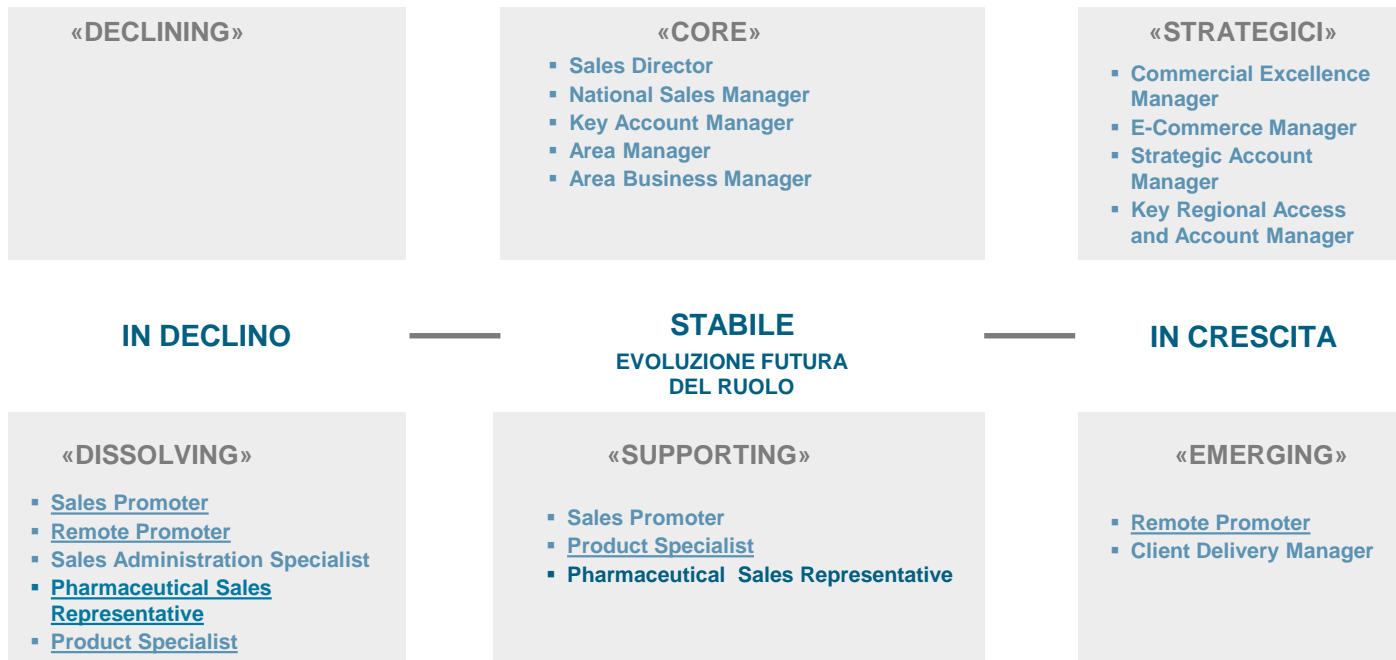 «DECLINING»
«CORE»
▪ Sales Director
▪ National Sales Manager
▪ Key Account Manager
▪ Area Manager
▪ Area Business Manager
«STRATEGICI»
▪ Commercial Excellence
Manager
▪ E-Commerce Manager
▪ Strategic Account
Manager
▪ Key Regional Access
and Account Manager
IN DECLINO
STABILE
EVOLUZIONE FUTURA
DEL RUOLO
IN CRESCITA
«DISSOLVING»
▪ Sales Promoter
▪ Remote Promoter
▪ Sales Administration Specialist
▪ Pharmaceutical Sales
Representative
▪ Product Specialist
«SUPPORTING»
▪ Sales Promoter
▪ Product Specialist
▪ Pharmaceutical Sales Representative
«EMERGING»
▪ Remote Promoter
▪ Client Delivery Manager